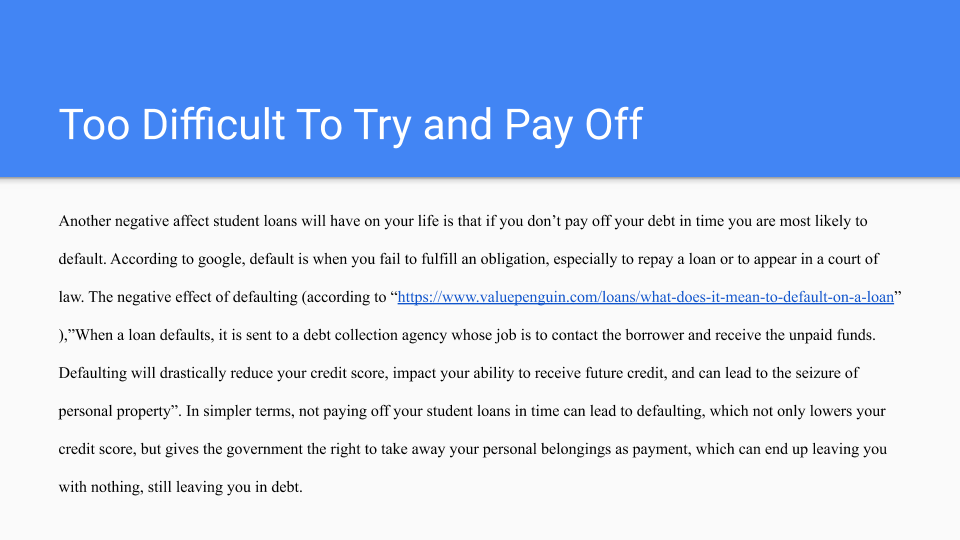 Too Difficult To Try and Pay Off
Another negative affect student loans will have on your life is that if you don’t pay off your debt in time you are most likely to
default. According to google, default is when you fail to fulfill an obligation, especially to repay a loan or to appear in a court of
law. The negative effect of defaulting (according to “https://www.valuepenguin.com/loans/what-does-it-mean-to-default-on-a-loan”
),”When a loan defaults, it is sent to a debt collection agency whose job is to contact the borrower and receive the unpaid funds.
Defaulting will drastically reduce your credit score, impact your ability to receive future credit, and can lead to the seizure of
personal property”. In simpler terms, not paying off your student loans in time can lead to defaulting, which not only lowers your
credit score, but gives the government the right to take away your personal belongings as payment, which can end up leaving you
with nothing, still leaving you in debt.